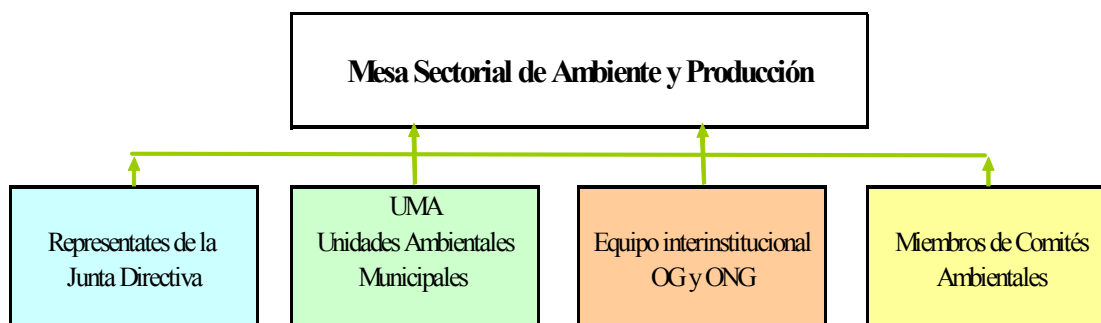 Mesa Sectorial de Ambiente y Producción
Representates de la
Junta Directiva
UMA
Unidades Ambientales
Municipales
Equipo interinstitucional
OG y ONG
Miembros de Comités
Ambientales